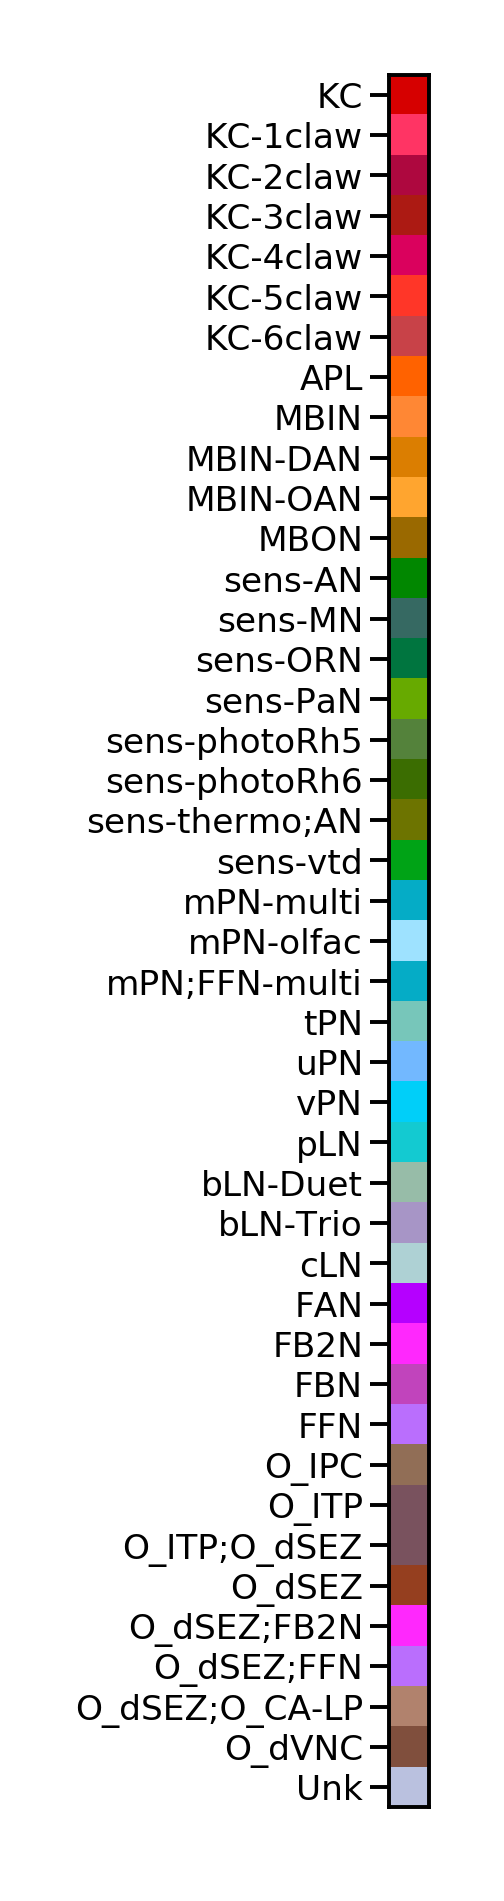 KC
KC-1claw
KC-2claw
KC-3claw
KC-4claw
KC-5claw
KC-6claw
APL
MBIN
MBIN-DAN
MBIN-OAN
MBON
sens-AN
sens-MN
sens-ORN
sens-PaN
sens-photoRh5
sens-photoRh6
sens-thermo;AN
sens-vtd
mPN-multi
mPN-olfac
mPN;FFN-multi
tPN
uPN
vPN
pLN
bLN-Duet
bLN-Trio
cLN
FAN
FB2N
FBN
FFN
O_IPC
O_ITP
O_ITP;O_dSEZ
O_dSEZ
O_dSEZ;FB2N
O_dSEZ;FFN
O_dSEZ;O_CA-LP
O_dVNC
Unk